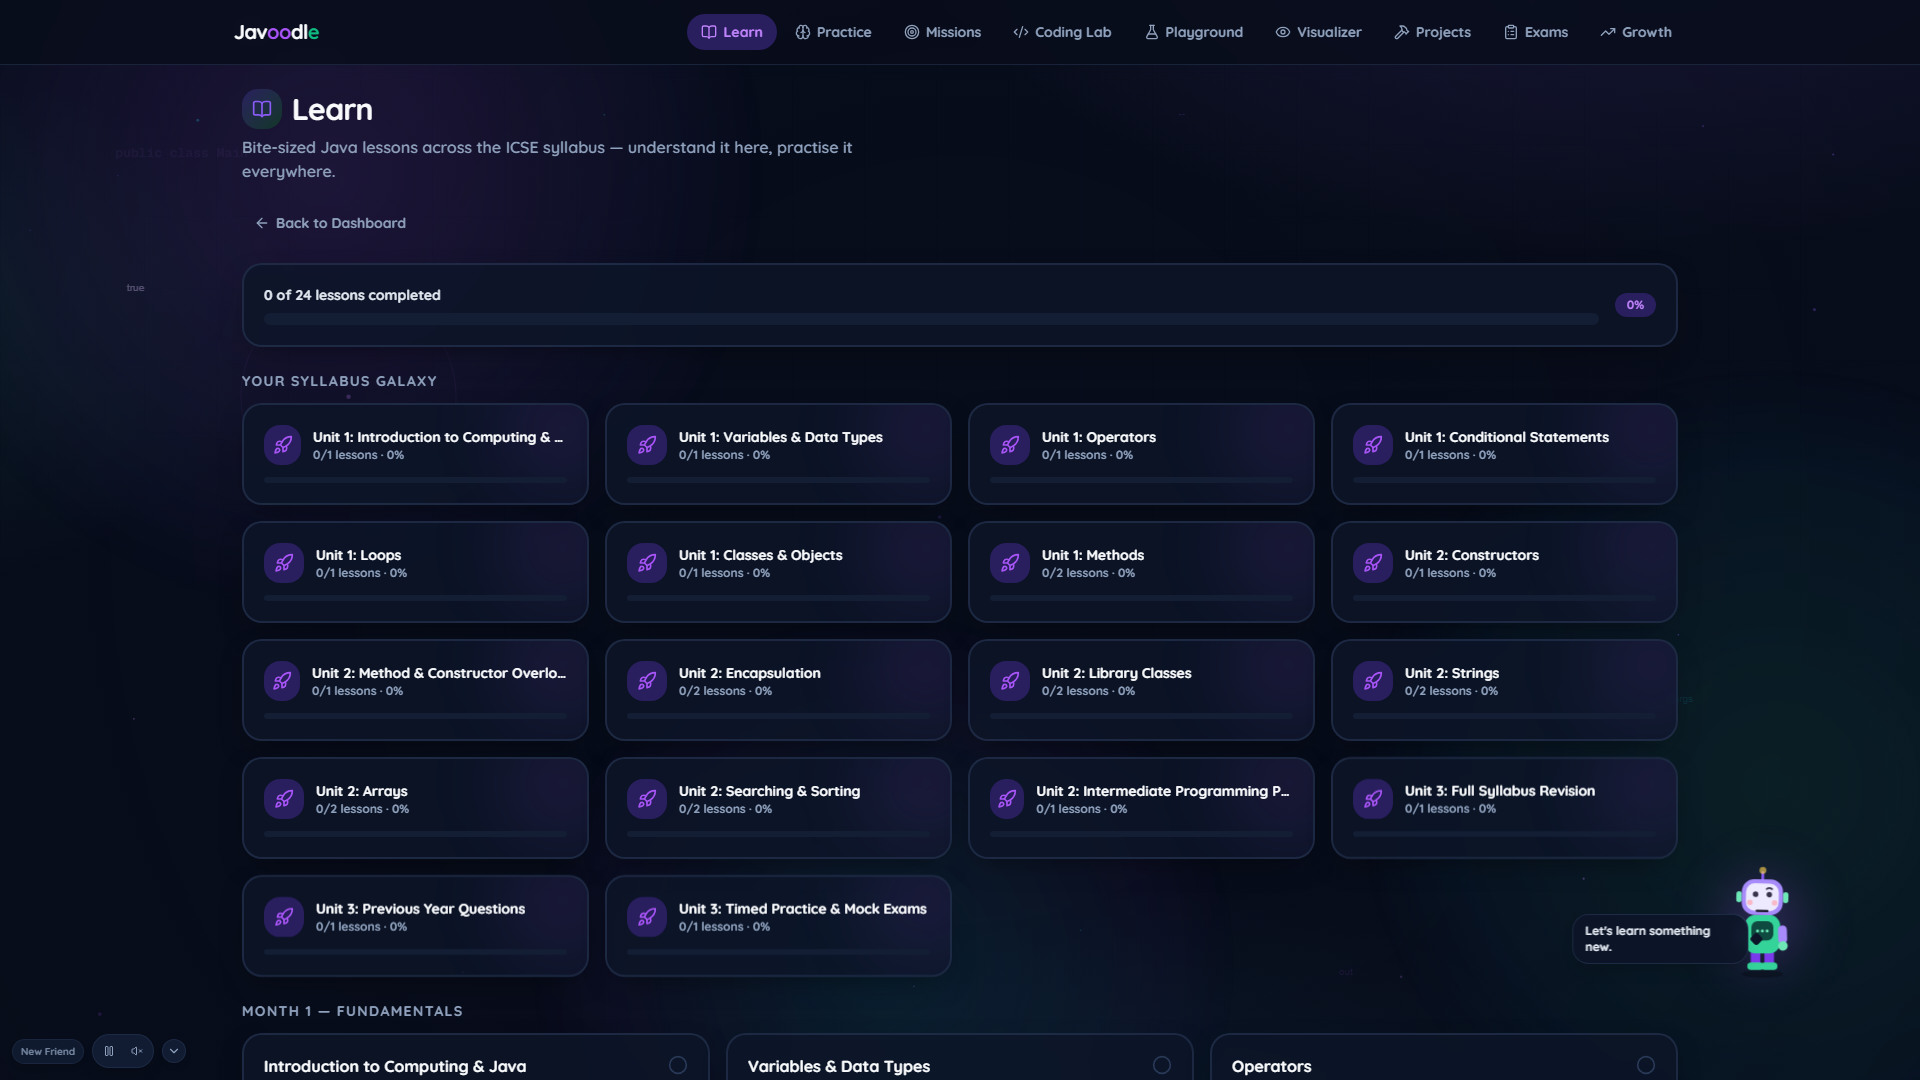 Javoodle
Learn
Practice
Missions
Coding Lab
Playground
Visualizer
Projects
Exams
Growth
Learn
Bite-sized Java lessons across the ICSE syllabus — understand it here, practise it
everywhere.
public class
Back to Dashboard
true
0 of 24 lessons completed
0%
YOUR SYLLABUS GALAXY
Unit 1: Introduction to Computing & ...
0/1 lessons · 0%
Unit 1: Variables & Data Types
0/1 lessons · 0%
Unit 1: Operators
0/1 lessons · 0%
Unit 1: Conditional Statements
0/1 lessons · 0%
Unit 1: Loops
0/1 lessons · 0%
Unit 1: Classes & Objects
0/1 lessons · 0%
Unit 1: Methods
0/2 lessons · 0%
Unit 2: Constructors
0/1 lessons · 0%
Unit 2: Method & Constructor Overlo...
0/1 lessons · 0%
Unit 2: Encapsulation
0/2 lessons · 0%
Unit 2: Library Classes
0/2 lessons · 0%
Unit 2: Strings
0/2 lessons · 0%
Unit 2: Arrays
0/2 lessons · 0%
Unit 2: Searching & Sorting
0/2 lessons · 0%
Unit 2: Intermediate Programming P...
0/1 lessons · 0%
Unit 3: Full Syllabus Revision
0/1 lessons · 0%
Unit 3: Previous Year Questions
0/1 lessons · 0%
Unit 3: Timed Practice & Mock Exams
0/1 lessons · 0%
Let's learn something
new.
MONTH 1 — FUNDAMENTALS
New Friend
Introduction to Computing & Java
Variables & Data Types
Operators